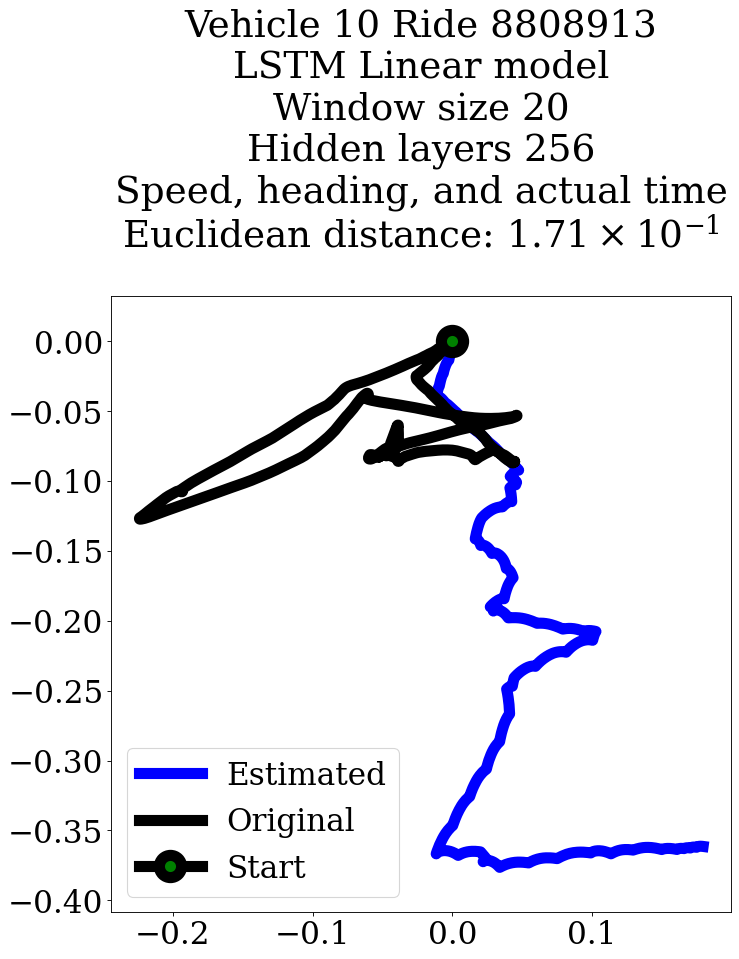 Vehicle 10 Ride 8808913
LSTM Linear model
Window size 20
Hidden layers 256
Speed, heading, and actual time
Euclidean distance: 1.71 × 10⁻¹
0.00
−0.05
−0.10
−0.15
−0.20
−0.25
−0.30
−0.35
−0.40
Estimated
Original
Start
−0.2
−0.1
0.0
0.1